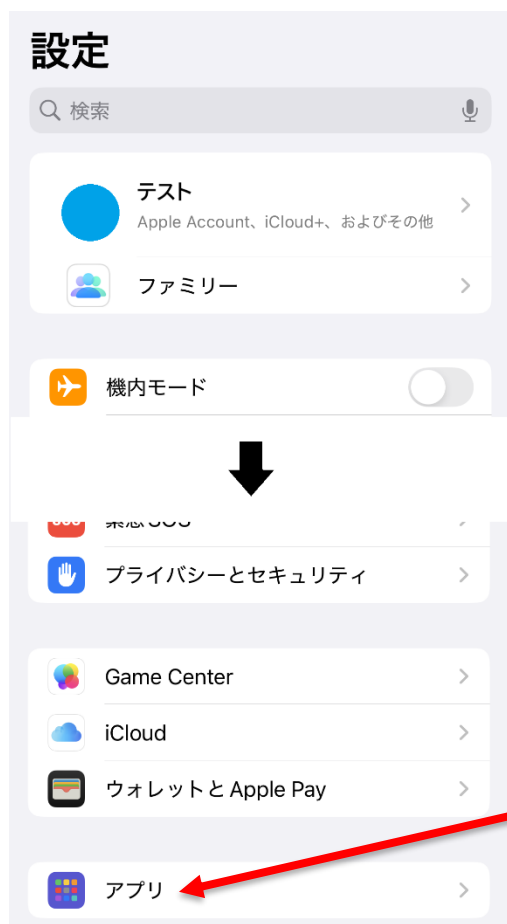 設定
検索
テスト
Apple Account、iCloud+、およびその他
ファミリー
機内モード
プライバシーとセキュリティ
Game Center
iCloud
ウォレットと Apple Pay
アプリ